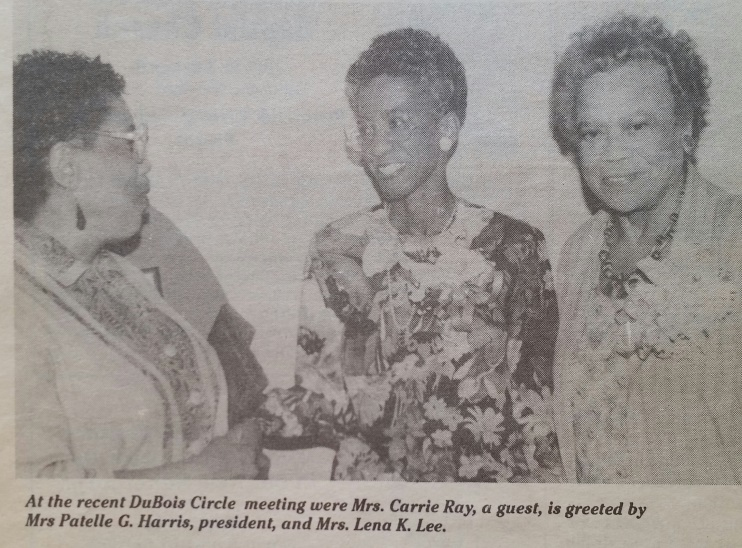 At the recent DuBois Circle meeting were Mrs. Carrie Ray, a guest, is greeted by
Mrs Patelle G. Harris, president, and Mrs. Lena K. Lee.